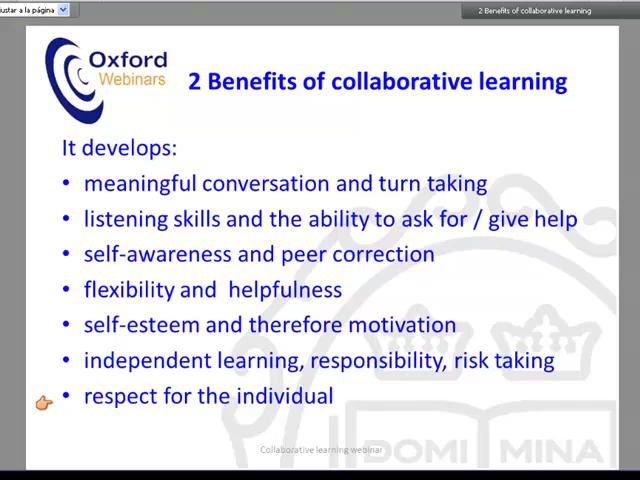 justar a la página
2 Benefits of collaborative learning
Oxford
Webinars
2 Benefits of collaborative learning
It develops:
• meaningful conversation and turn taking
• listening skills and the ability to ask for / give help
• self-awareness and peer correction
• flexibility and helpfulness
• self-esteem and therefore motivation
• independent learning, responsibility, risk taking
• respect for the individual
Collaborative learning webinar
DOMI MINA